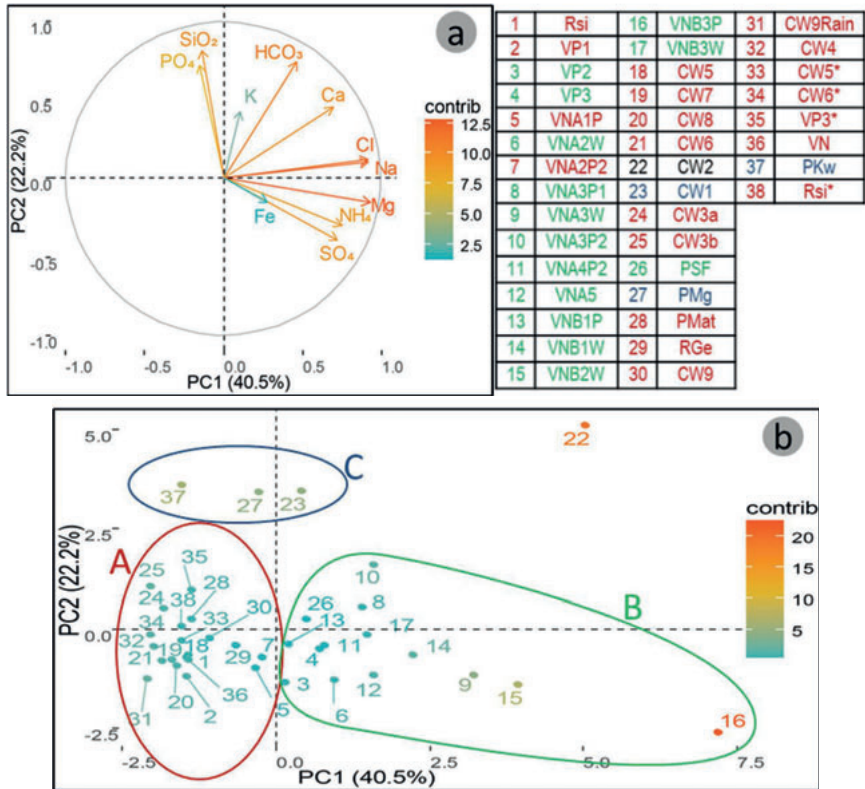 a
1.0
0.5
0.0
-0.5
-1.0
PC2 (22.2%)
SiO₂
PO₄
HCO₃
K
Ca
Cl
Na
Mg
NH₄
SO₄
Fe
-1.0 -0.5 0.0 0.5 1.0
PC1 (40.5%)
contrib
12.5
10.0
7.5
5.0
2.5
1 Rsi 16 VNB3P 31 CW9Rain
2 VP1 17 VNB3W 32 CW4
3 VP2 18 CW5 33 CW5*
4 VP3 19 CW7 34 CW6*
5 VNA1P 20 CW8 35 VP3*
6 VNA2W 21 CW6 36 VN
7 VNA2P2 22 CW2 37 PKw
8 VNA3P1 23 CW1 38 Rsi*
9 VNA3W 24 CW3a
10 VNA3P2 25 CW3b
11 VNA4P2 26 PSF
12 VNA5 27 PMg
13 VNB1P 28 PMat
14 VNB1W 29 RGe
15 VNB2W 30 CW9
b
5.0
2.5
0.0
-2.5
PC2 (22.2%)
22
C
37 27 23
A
35
25 28
24 38 30
34 33
32 19 18
21 1 29 7
20 36 5
31 2
B
10
26 8
13 17
4 11 14
3 12 9 15
6
16
-2.5 0.0 2.5 5.0 7.5
PC1 (40.5%)
contrib
20
15
10
5